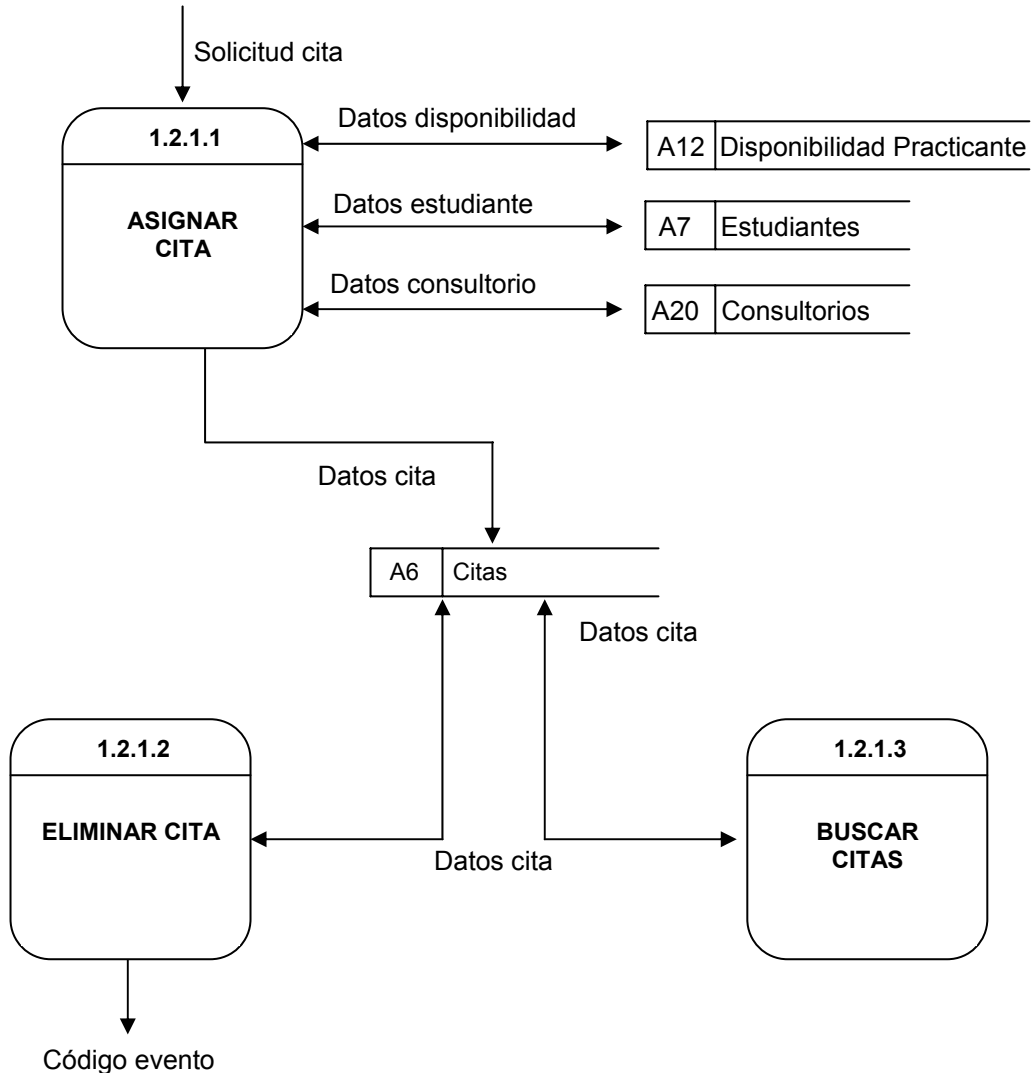 Solicitud cita
1.2.1.1
ASIGNAR
CITA
Datos disponibilidad
A12 Disponibilidad Practicante
Datos estudiante
A7 Estudiantes
Datos consultorio
A20 Consultorios
Datos cita
A6 Citas
Datos cita
1.2.1.2
ELIMINAR CITA
Datos cita
1.2.1.3
BUSCAR
CITAS
Código evento